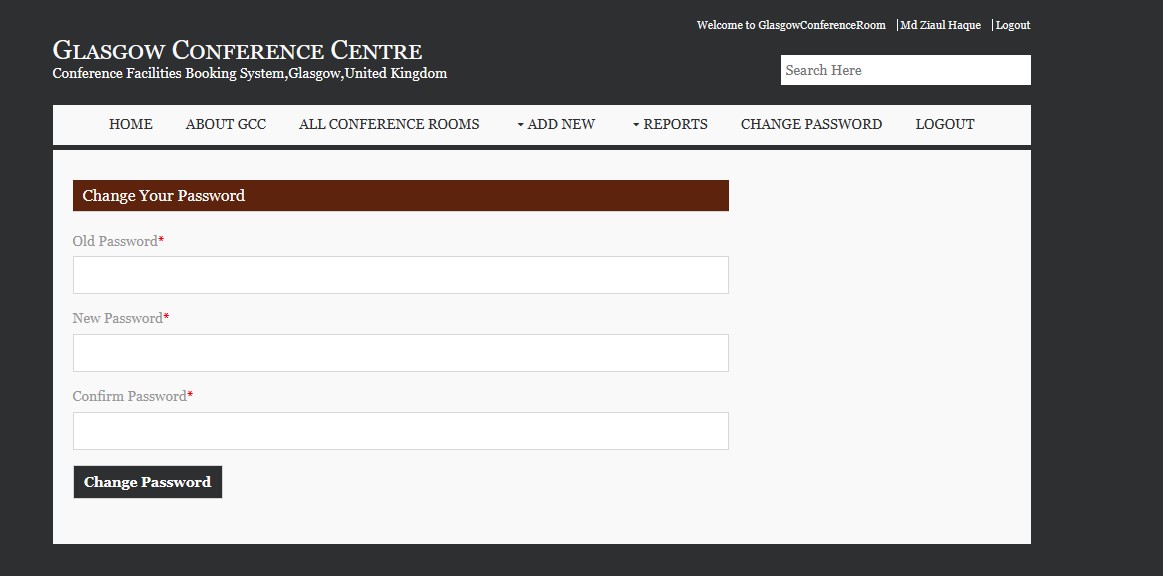 Welcome to GlasgowConferenceRoom |Md Ziaul Haque |Logout
GLASGOW CONFERENCE CENTRE
Conference Facilities Booking System,Glasgow,United Kingdom
Search Here
HOME ABOUT GCC ALL CONFERENCE ROOMS ADD NEW REPORTS CHANGE PASSWORD LOGOUT
Change Your Password
Old Password*
New Password*
Confirm Password*
Change Password